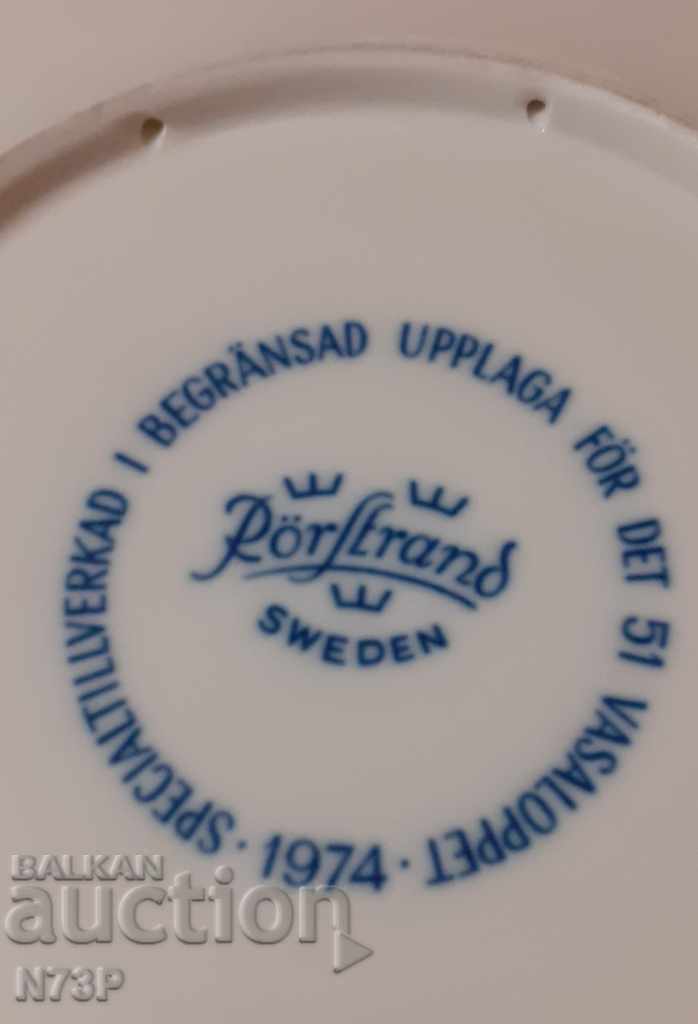 SPECIALTILLVERKAD I BEGRÄNSAD UPPLAGA FÖR DET 51 VASALOPPET · 1974 ·
Rörstrand
SWEDEN
BALKAN
auction
N73P